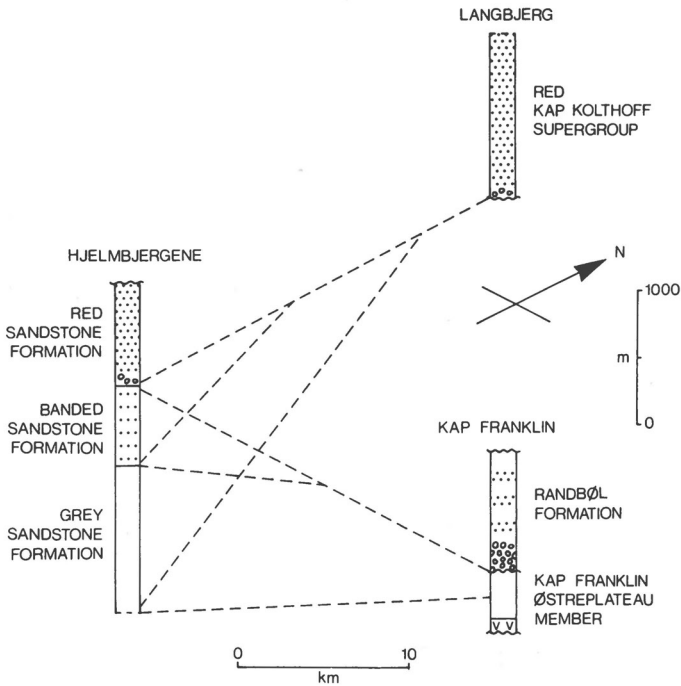 LANGBJERG
RED
KAP KOLTHOFF
SUPERGROUP
N
HJELMBJERGENE
RED
SANDSTONE
FORMATION
BANDED
SANDSTONE
FORMATION
GREY
SANDSTONE
FORMATION
1000
m
0
KAP FRANKLIN
RANDBØL
FORMATION
KAP FRANKLIN
ØSTREPLATEAU
MEMBER
V V
0 10
km